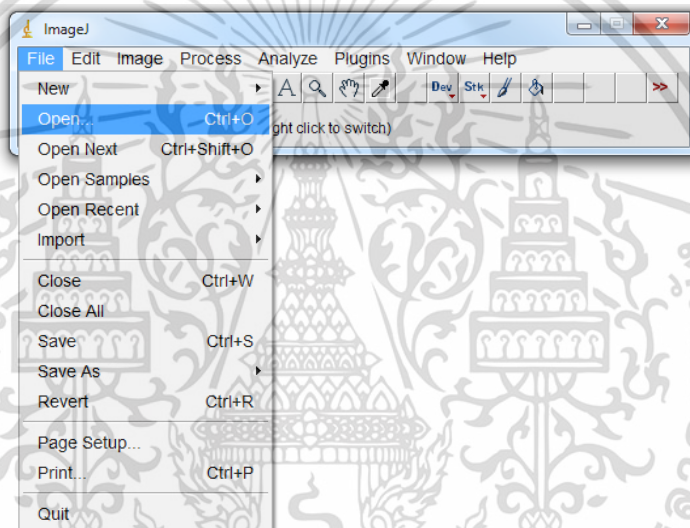 ImageJ
File Edit Image Process Analyze Plugins Window Help
New
A Dev Stk >>
Open... Ctrl+O
ght click to switch)
Open Next Ctrl+Shift+O
Open Samples
Open Recent
Import
Close Ctrl+W
Close All
Save Ctrl+S
Save As
Revert Ctrl+R
Page Setup...
Print... Ctrl+P
Quit